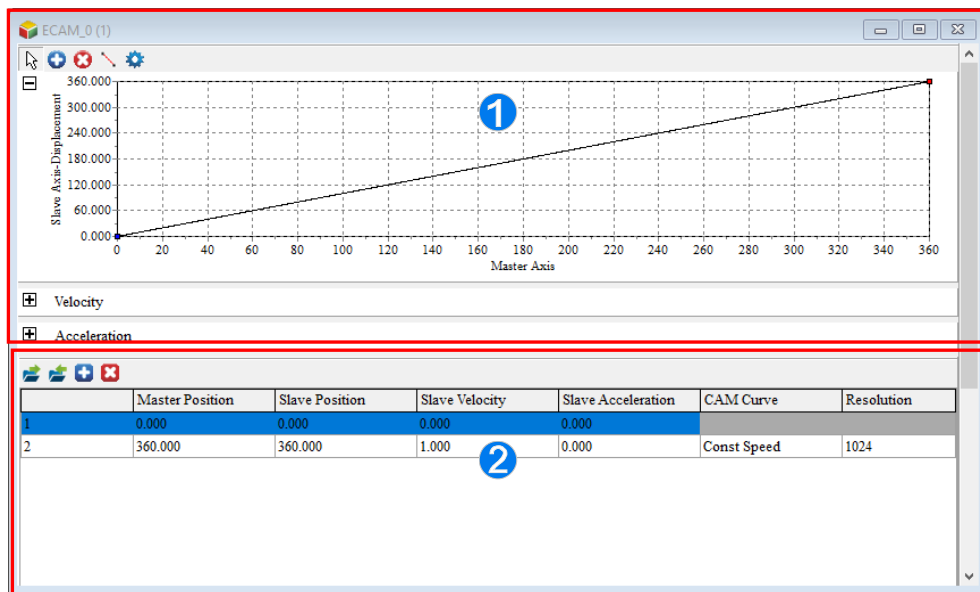 ECAM_0 (1)
360.000
300.000
240.000
180.000
120.000
60.000
0.000
Slave Axis-Displacement
1
0 20 40 60 80 100 120 140 160 180 200 220 240 260 280 300 320 340 360
Master Axis
Velocity
Acceleration
Master Position Slave Position Slave Velocity Slave Acceleration CAM Curve Resolution
1 0.000 0.000 0.000 0.000
2 360.000 360.000 1.000 0.000 Const Speed 1024
2